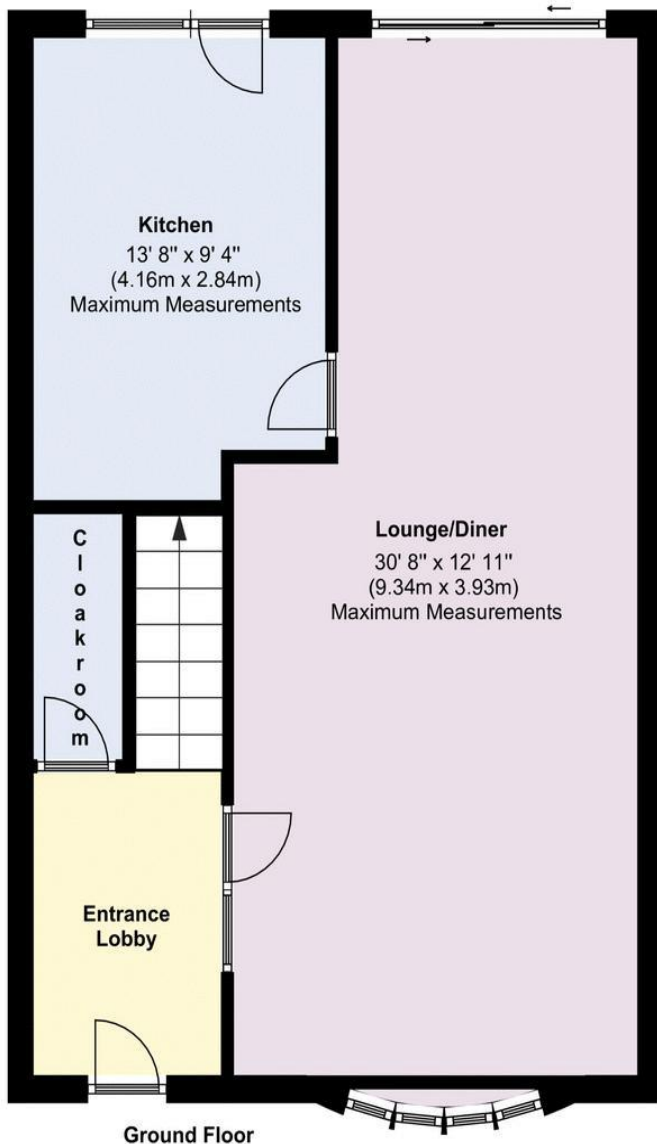 Kitchen
13' 8" x 9' 4"
(4.16m x 2.84m)
Maximum Measurements
Lounge/Diner
30' 8" x 12' 11"
(9.34m x 3.93m)
Maximum Measurements
Cloakroom
Entrance
Lobby
Ground Floor